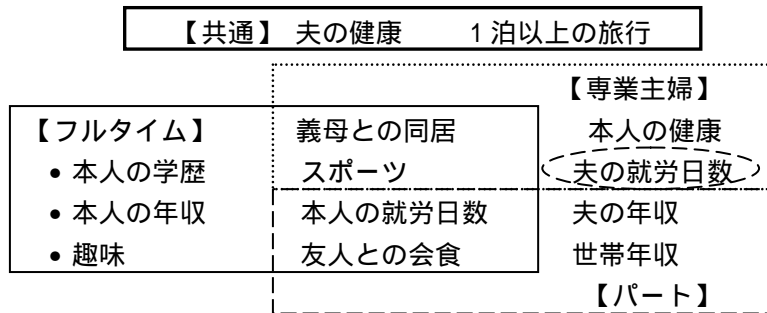 【共通】 夫の健康 1泊以上の旅行
【専業主婦】
【フルタイム】 義母との同居 本人の健康
• 本人の学歴 スポーツ 夫の就労日数
• 本人の年収 本人の就労日数 夫の年収
• 趣味 友人との会食 世帯年収
【パート】